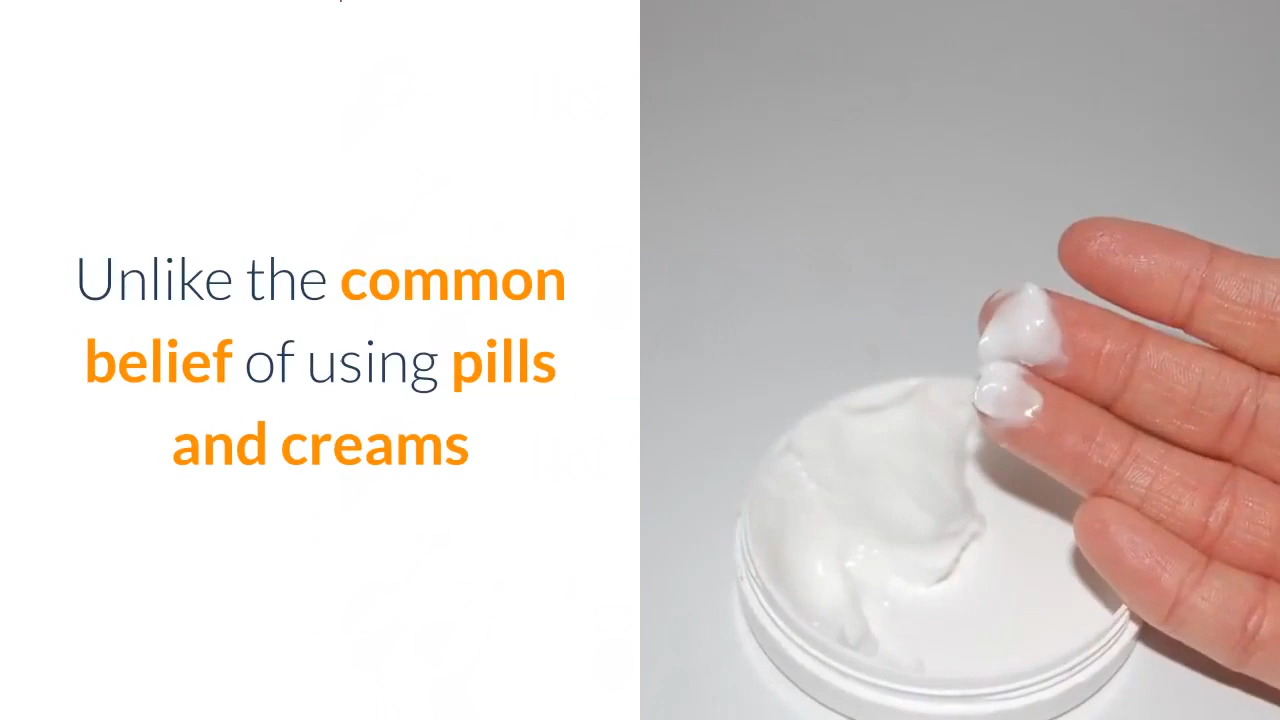 Unlike the common
belief of using pills
and creams